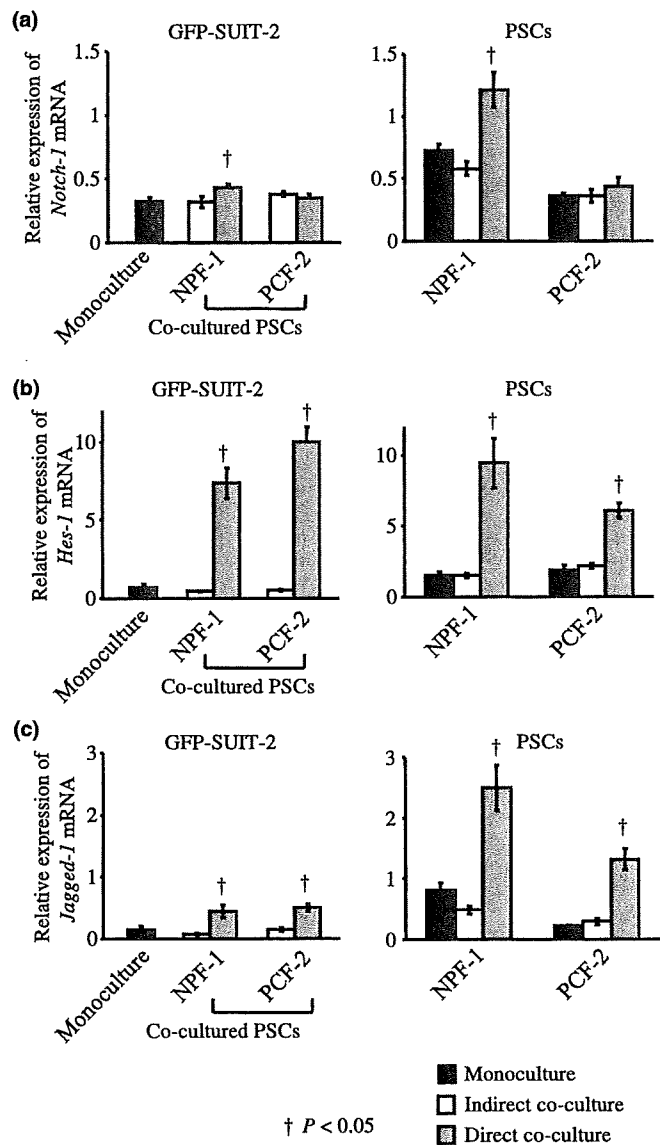 (a)
GFP-SUIT-2
PSCs
Relative expression of
Notch-1 mRNA
1.5
1
0.5
0
†
Monoculture
NPF-1
PCF-2
Co-cultured PSCs
1.5
1
0.5
0
†
NPF-1
PCF-2
(b)
GFP-SUIT-2
PSCs
Relative expression of
Hes-1 mRNA
10
5
0
†
†
Monoculture
NPF-1
PCF-2
Co-cultured PSCs
10
5
0
†
†
NPF-1
PCF-2
(c)
GFP-SUIT-2
PSCs
Relative expression of
Jagged-1 mRNA
3
2
1
0
†
†
Monoculture
NPF-1
PCF-2
Co-cultured PSCs
3
2
1
0
†
†
NPF-1
PCF-2
† P < 0.05
Monoculture
Indirect co-culture
Direct co-culture